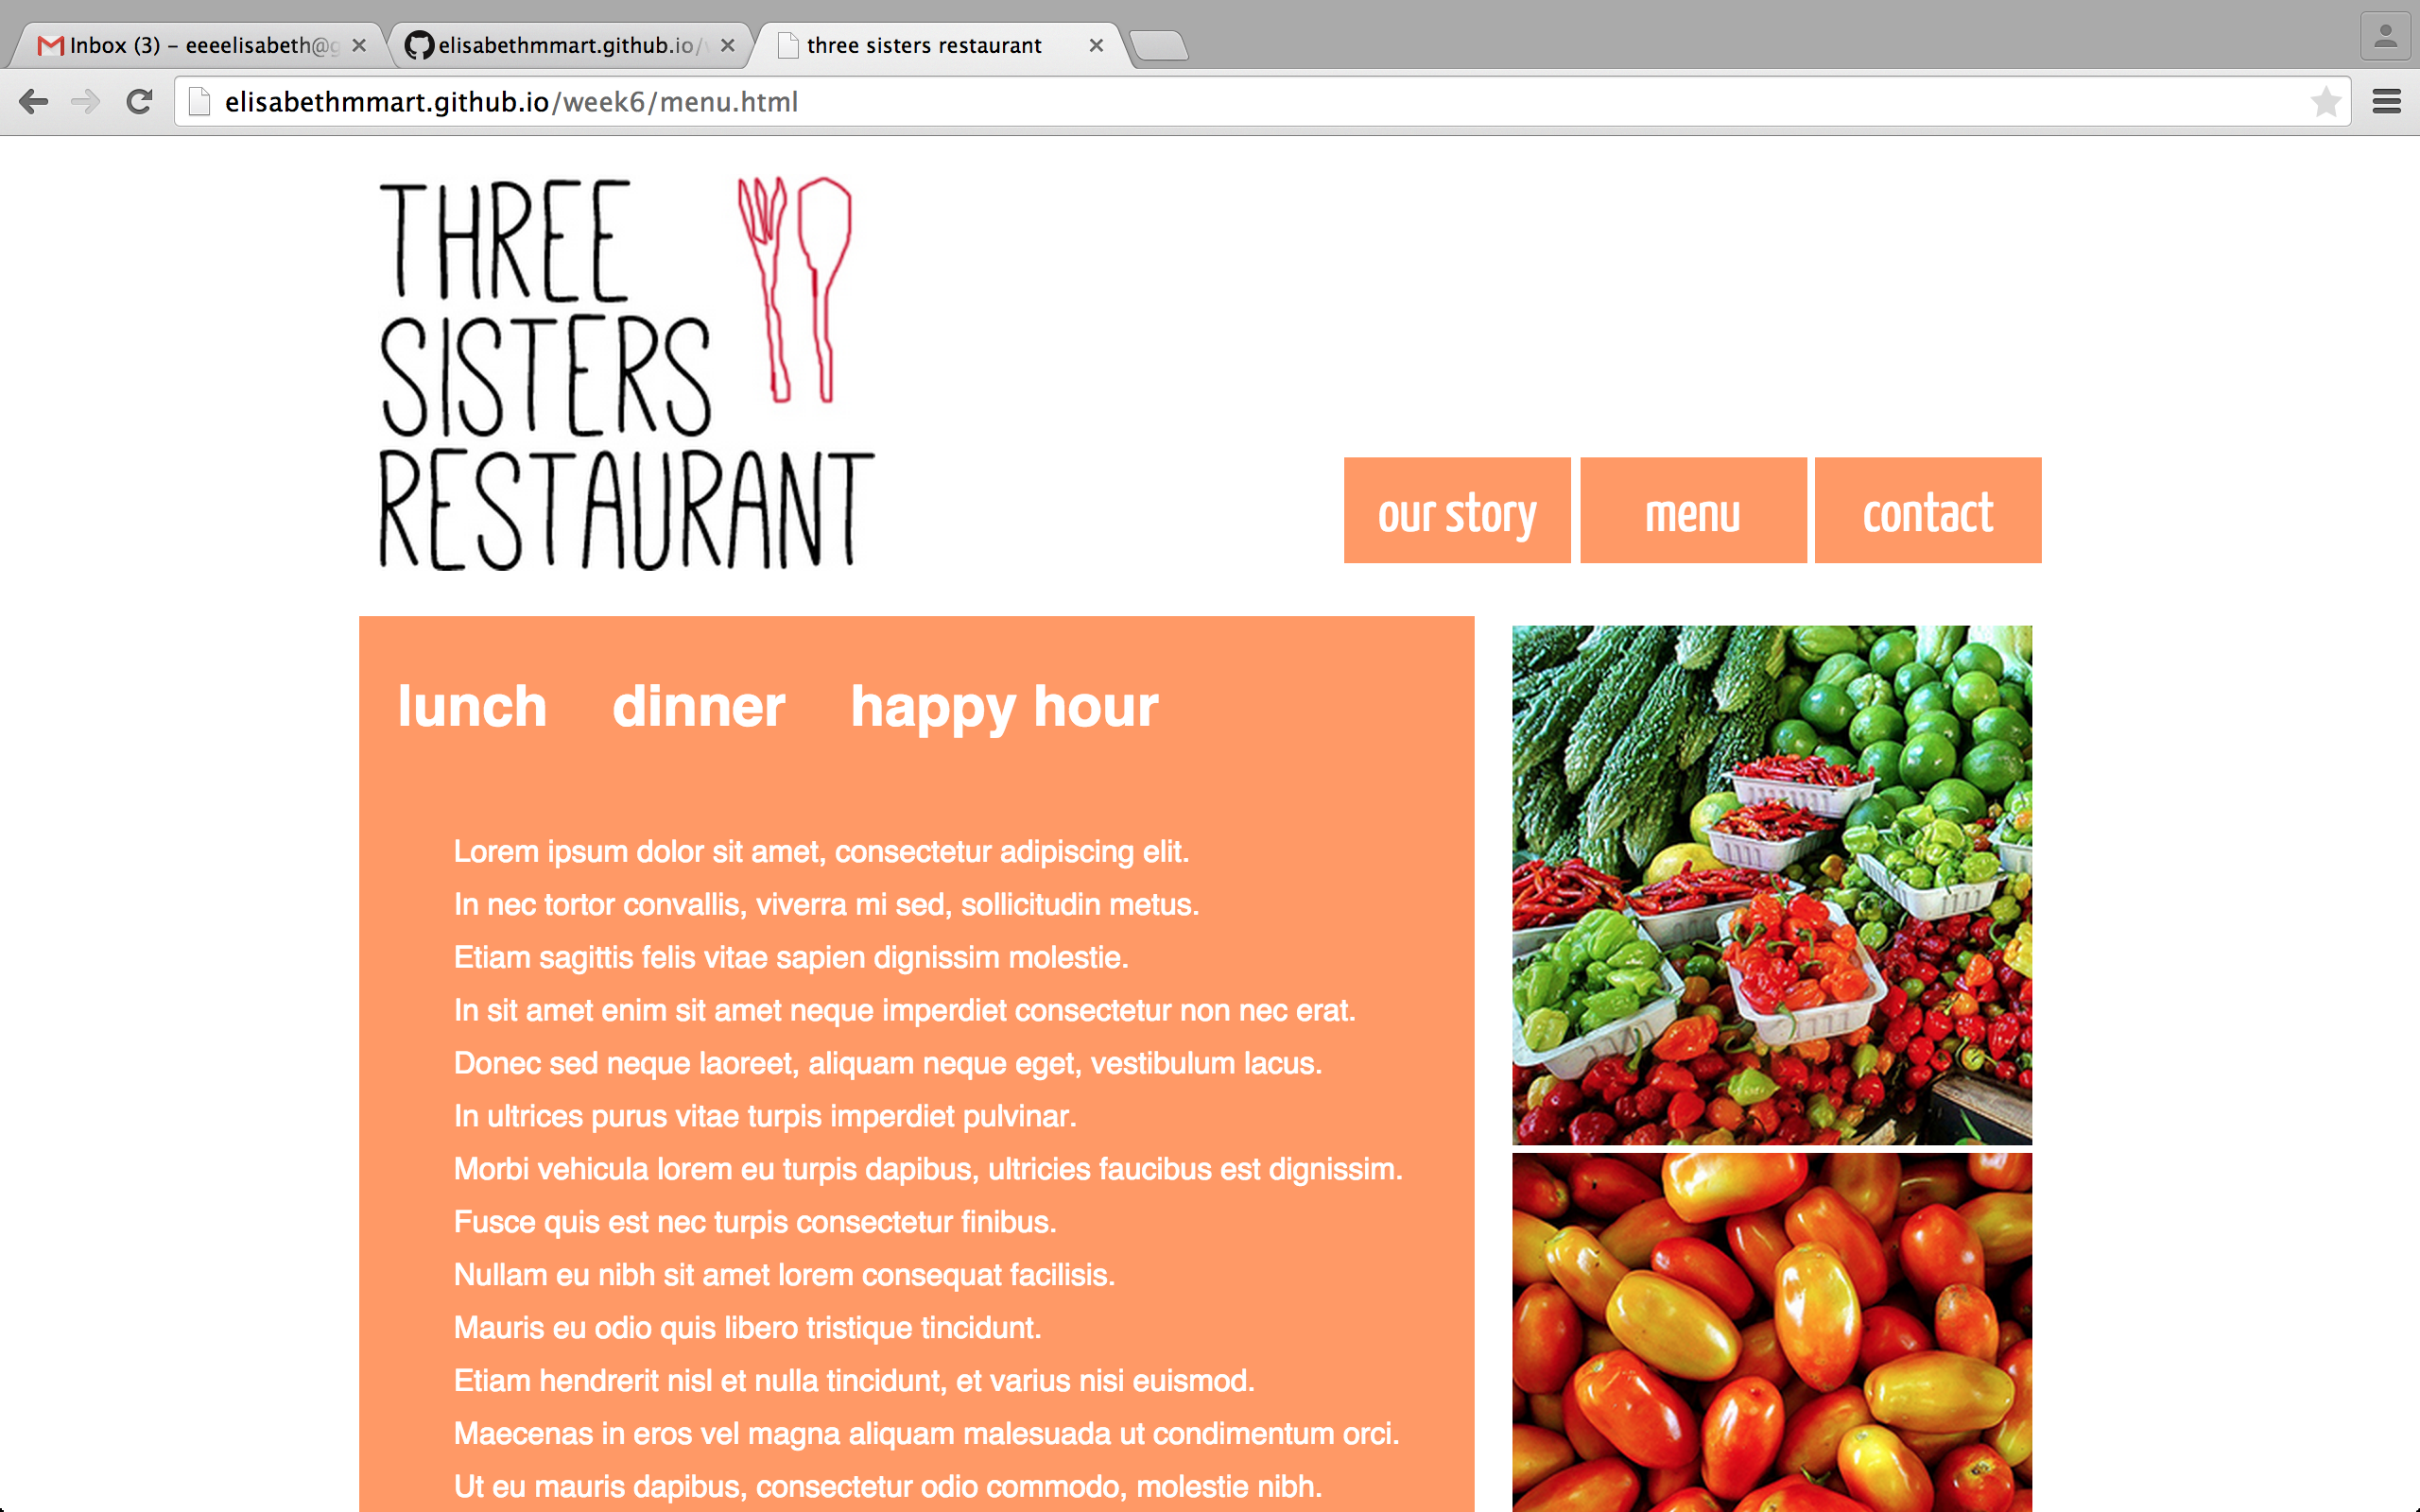 Inbox (3) – eeeelisabeth@g
elisabethmmart.github.io/
three sisters restaurant
elisabethmmart.github.io/week6/menu.html
THREE
SISTERS
RESTAURANT
our story menu contact
lunch dinner happy hour
Lorem ipsum dolor sit amet, consectetur adipiscing elit.
In nec tortor convallis, viverra mi sed, sollicitudin metus.
Etiam sagittis felis vitae sapien dignissim molestie.
In sit amet enim sit amet neque imperdiet consectetur non nec erat.
Donec sed neque laoreet, aliquam neque eget, vestibulum lacus.
In ultrices purus vitae turpis imperdiet pulvinar.
Morbi vehicula lorem eu turpis dapibus, ultricies faucibus est dignissim.
Fusce quis est nec turpis consectetur finibus.
Nullam eu nibh sit amet lorem consequat facilisis.
Mauris eu odio quis libero tristique tincidunt.
Etiam hendrerit nisl et nulla tincidunt, et varius nisi euismod.
Maecenas in eros vel magna aliquam malesuada ut condimentum orci.
Ut eu mauris dapibus, consectetur odio commodo, molestie nibh.